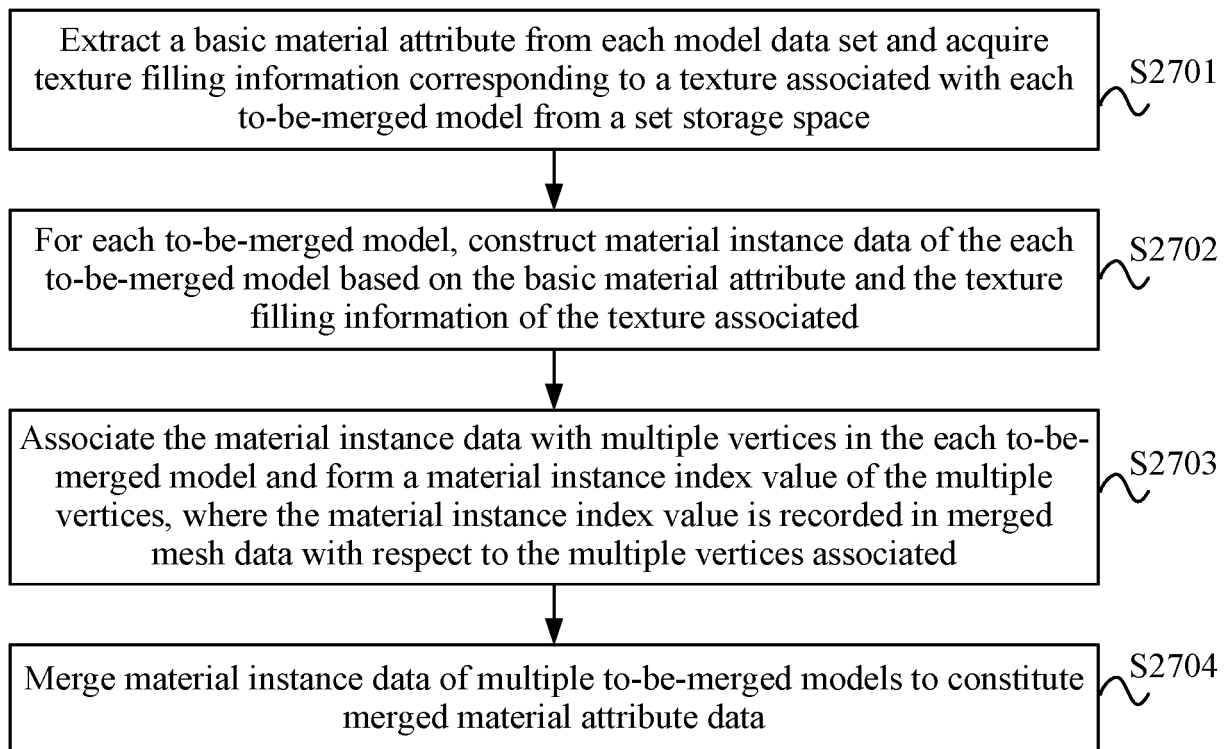 Extract a basic material attribute from each model data set and acquire
texture filling information corresponding to a texture associated with each
to-be-merged model from a set storage space
S2701
For each to-be-merged model, construct material instance data of the each
to-be-merged model based on the basic material attribute and the texture
filling information of the texture associated
S2702
Associate the material instance data with multiple vertices in the each to-be-
merged model and form a material instance index value of the multiple
vertices, where the material instance index value is recorded in merged
mesh data with respect to the multiple vertices associated
S2703
Merge material instance data of multiple to-be-merged models to constitute
merged material attribute data
S2704